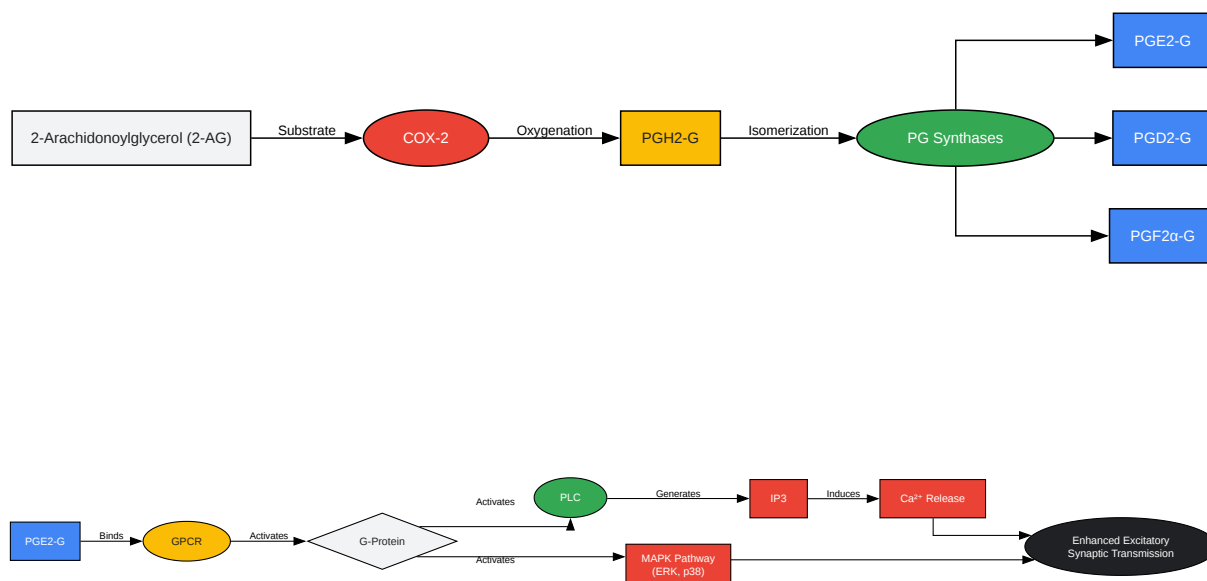 PGE2-G
2-Arachidonoylglycerol (2-AG)
Substrate
COX-2
Oxygenation
PGH2-G
Isomerization
PG Synthases
PGD2-G
PGF2α-G
PLC
Generates
IP3
Induces
Ca²⁺ Release
Activates
PGE2-G
Binds
GPCR
Activates
G-Protein
Enhanced Excitatory
Synaptic Transmission
Activates
MAPK Pathway
(ERK, p38)